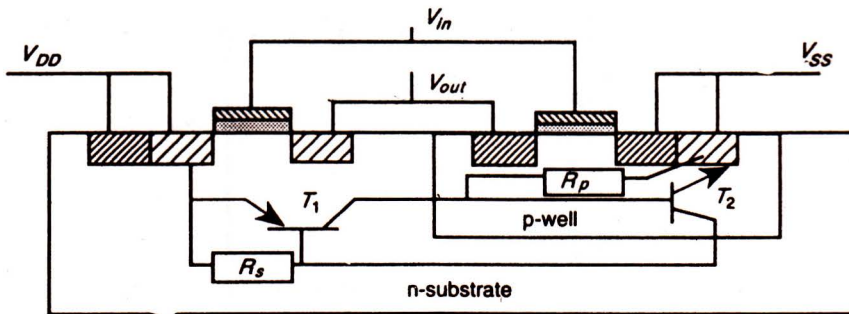 V_in
V_DD
V_SS
V_out
R_p
T_1
T_2
p-well
R_s
n-substrate